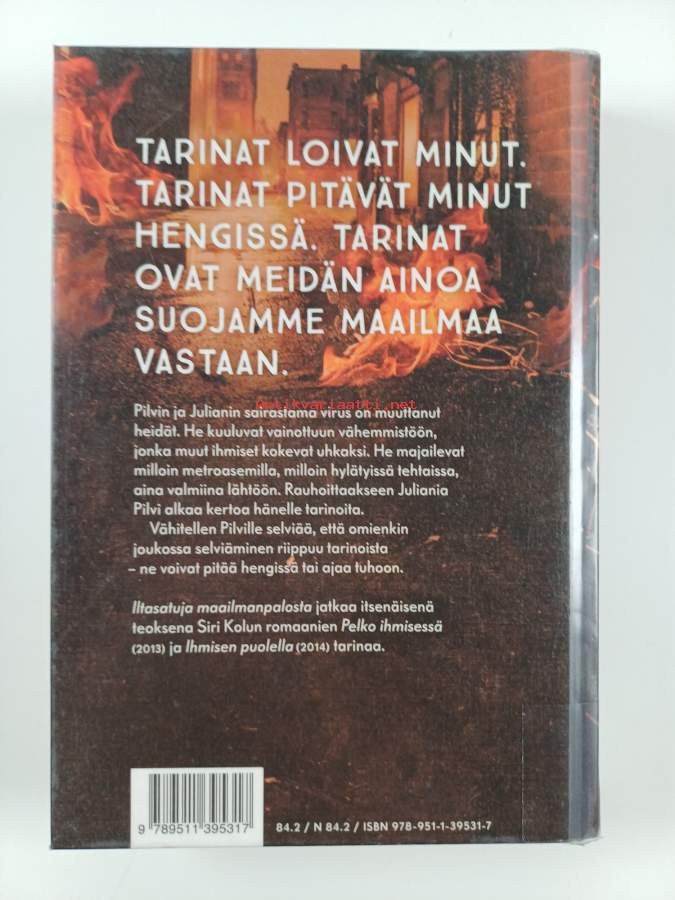 TARINAT LOIVAT MINUT.
TARINAT PITÄVÄT MINUT
HENGISSÄ. TARINAT
OVAT MEIDÄN AINOA
SUOJAMME MAAILMAA
VASTAAN.
Antikvariaatti.net
Pilvin ja Julianin sairastama virus on muuttanut
heidät. He kuuluvat vainottuun vähemmistöön,
jonka muut ihmiset kokevat uhkaksi. He majailevat
milloin metroasemilla, milloin hylätyissä tehtaissa,
aina valmiina lähtöön. Rauhoittaakseen Juliania
Pilvi alkaa kertoa hänelle tarinoita.
Vähitellen Pilville selviää, että omienkin
joukossa selviäminen riippuu tarinoista
– ne voivat pitää hengissä tai ajaa tuhoon.
Iltasatuja maailmanpalosta jatkaa itsenäisenä
teoksena Siri Kolun romaanien Pelko ihmisessä
(2013) ja Ihmisen puolella (2014) tarinaa.
9 789511 395317
84.2 / N 84.2 / ISBN 978-951-1-39531-7